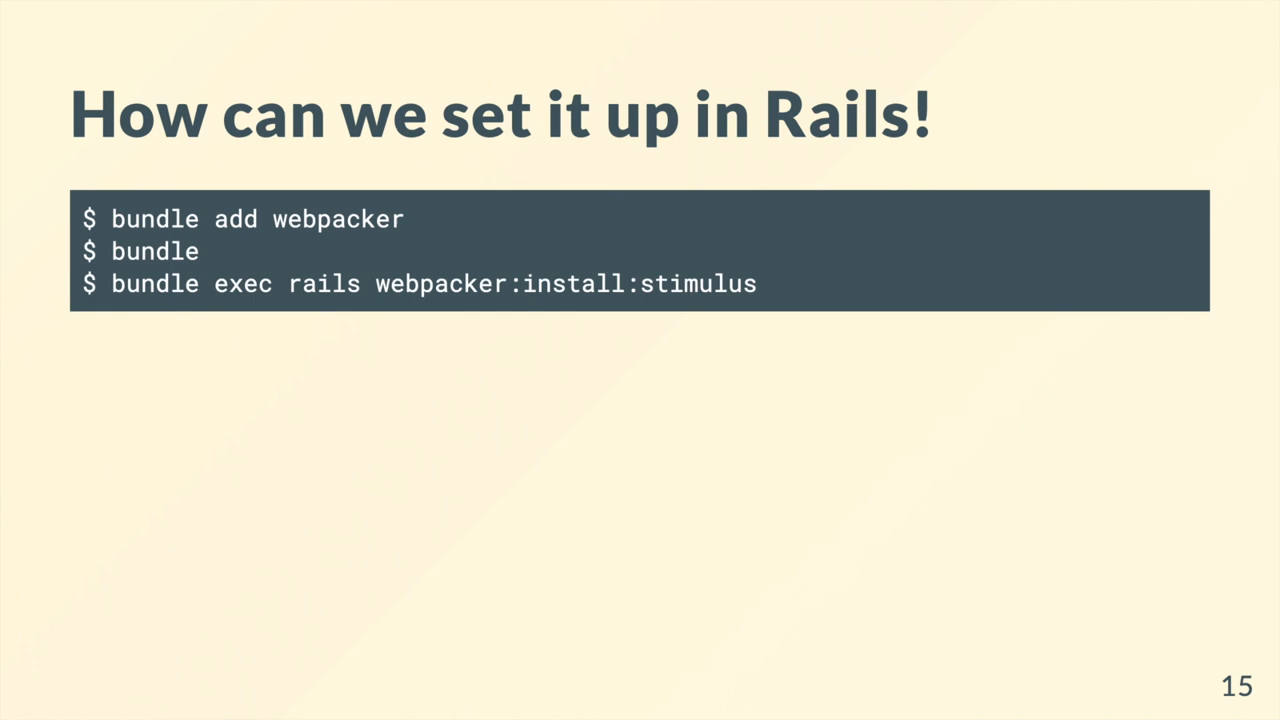 How can we set it up in Rails!
$ bundle add webpacker
$ bundle
$ bundle exec rails webpacker:install:stimulus
15